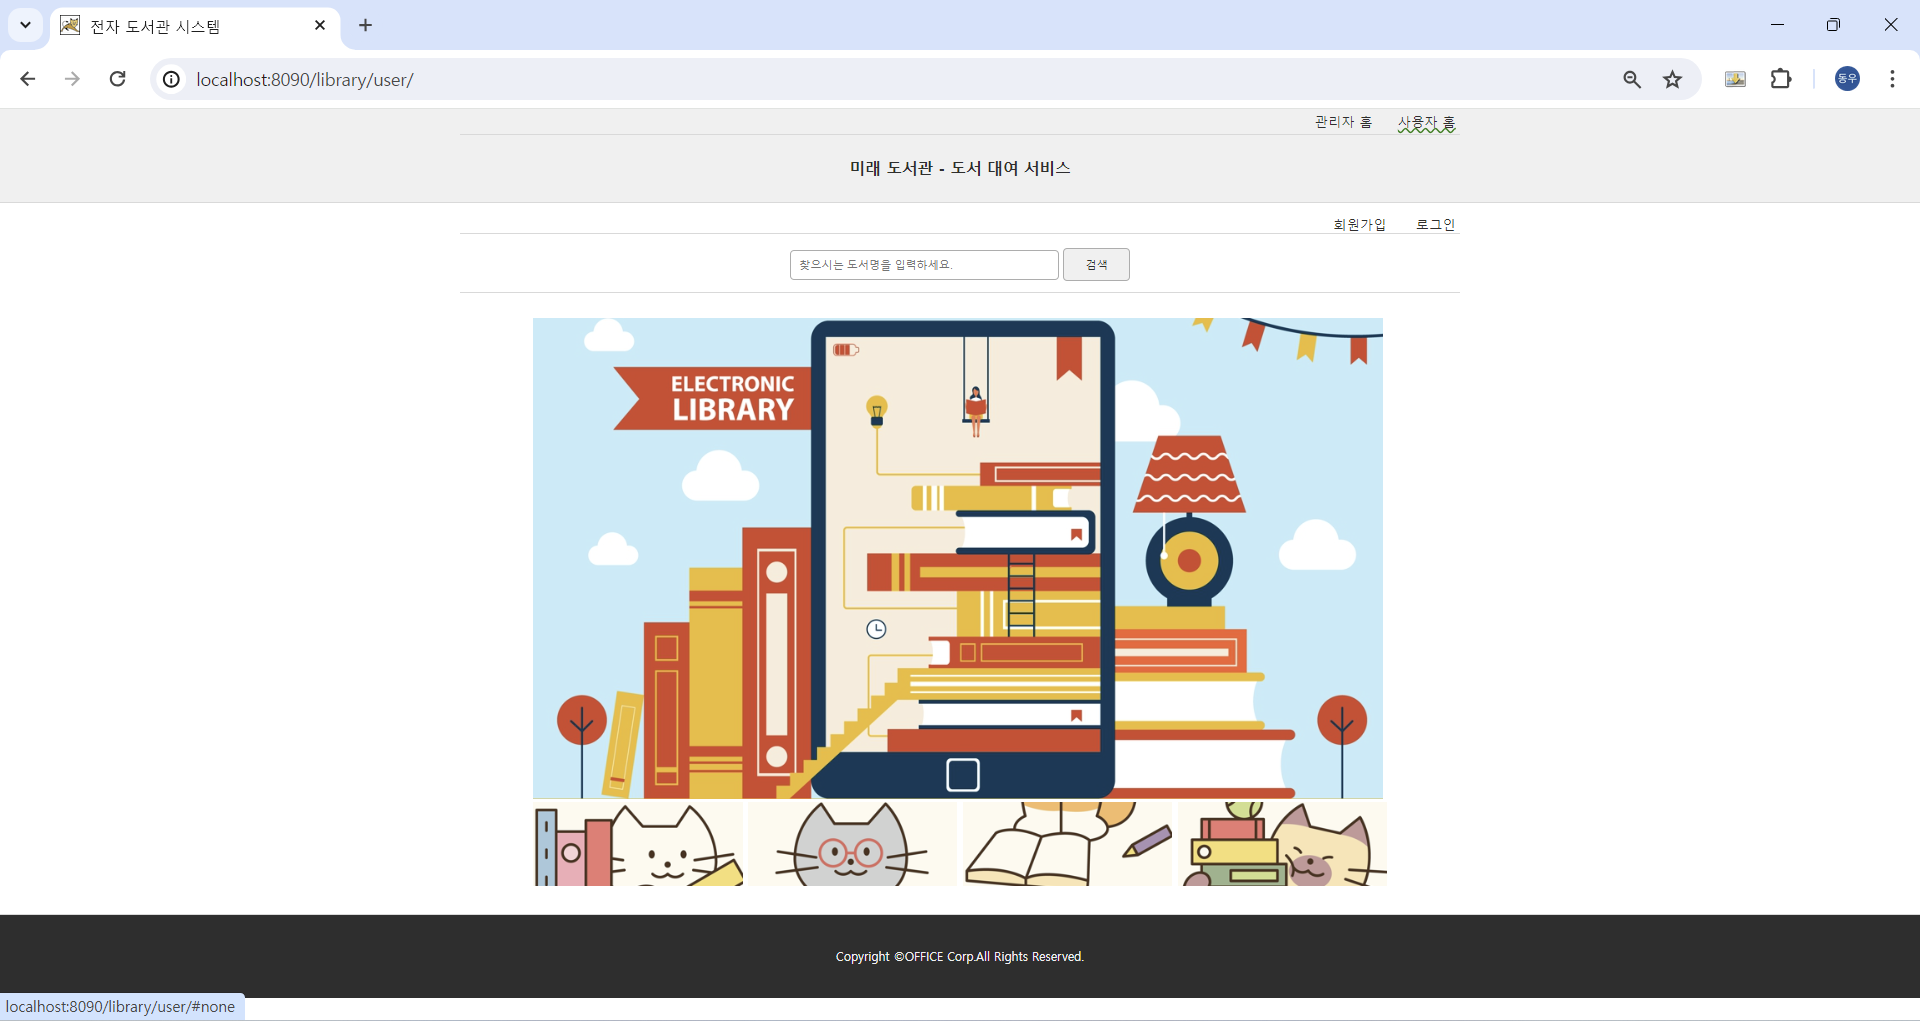 전자 도서관 시스템
localhost:8090/library/user/
동우
관리자 홈 사용자 홈
미래 도서관 - 도서 대여 서비스
회원가입 로그인
찾으시는 도서명을 입력하세요.
검색
ELECTRONIC
LIBRARY
Copyright ©OFFICE Corp.All Rights Reserved.
localhost:8090/library/user/#none